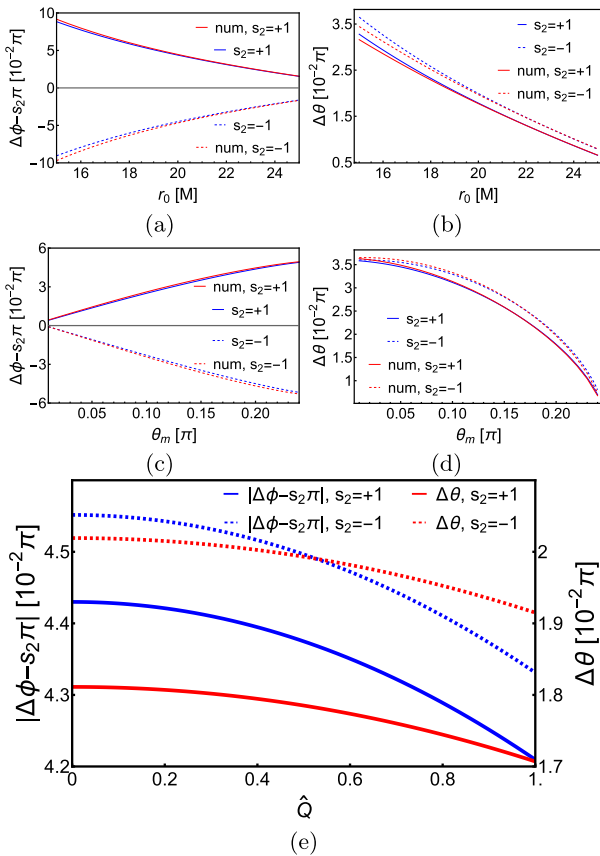 10
5
0
−5
−10
Δϕ−s₂π [10⁻²π]
num, s₂=+1
s₂=+1
s₂=−1
num, s₂=−1
16 18 20 22 24
r₀ [M]
(a)
3.5
2.5
1.5
0.5
Δθ [10⁻²π]
s₂=+1
s₂=−1
num, s₂=+1
num, s₂=−1
16 18 20 22 24
r₀ [M]
(b)
6
3
0
−3
−6
Δϕ−s₂π [10⁻²π]
num, s₂=+1
s₂=+1
s₂=−1
num, s₂=−1
0.05 0.10 0.15 0.20
θₘ [π]
(c)
3.5
3
2.5
2
1.5
1
Δθ [10⁻²π]
s₂=+1
s₂=−1
num, s₂=+1
num, s₂=−1
0.05 0.10 0.15 0.20
θₘ [π]
(d)
|Δϕ−s₂π|, s₂=+1 Δθ, s₂=+1
|Δϕ−s₂π|, s₂=−1 Δθ, s₂=−1
4.5
4.4
4.3
4.2
|Δϕ−s₂π| [10⁻²π]
2
1.9
1.8
1.7
Δθ [10⁻²π]
0 0.2 0.4 0.6 0.8 1.
Q̂
(e)